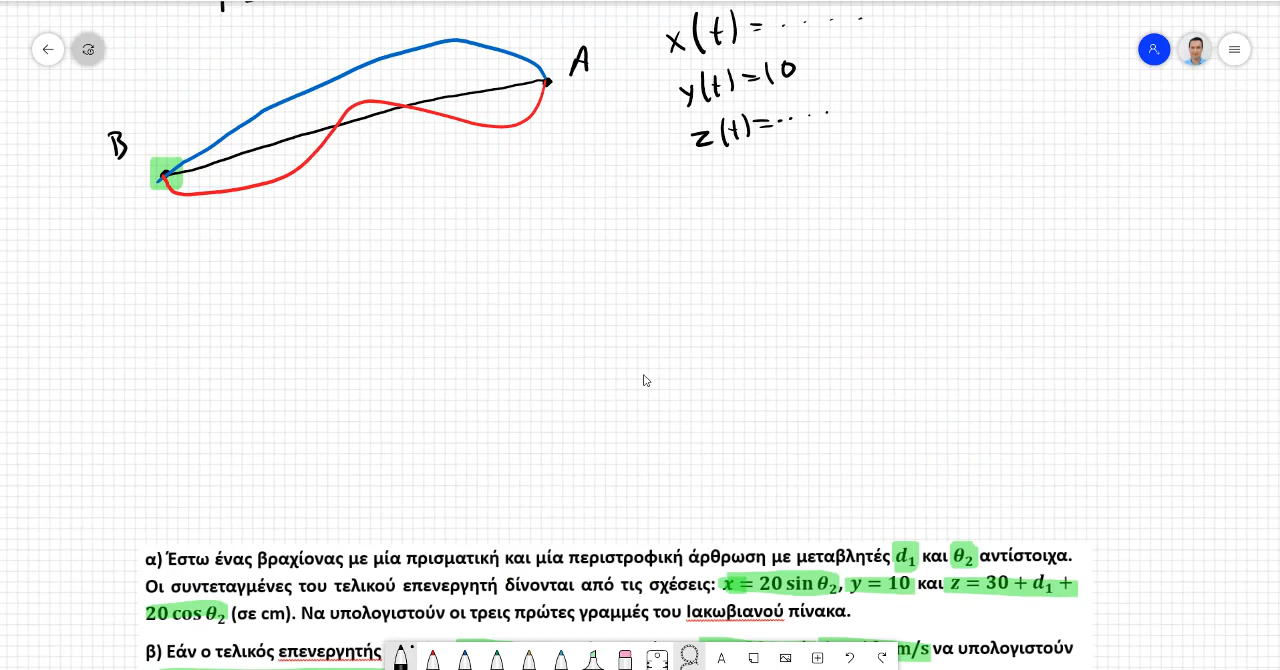 x(t) = .....
A
y(t) = 10
z(t) = ....
B
α) Έστω ένας βραχίονας με μία πρισματική και μία περιστροφική άρθρωση με μεταβλητές d₁ και θ₂ αντίστοιχα.
Οι συντεταγμένες του τελικού επενεργητή δίνονται από τις σχέσεις: x = 20 sin θ₂, y = 10 και z = 30 + d₁ +
20 cos θ₂ (σε cm). Να υπολογιστούν οι τρεις πρώτες γραμμές του Ιακωβιανού πίνακα.
β) Εάν ο τελικός επενεργητής m/s να υπολογιστούν